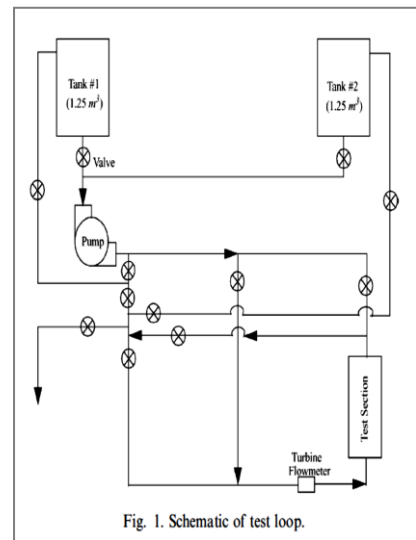 Tank #1
(1.25 m³)
Tank #2
(1.25 m³)
Valve
Pump
Test Section
Turbine
Flowmeter
Fig. 1. Schematic of test loop.